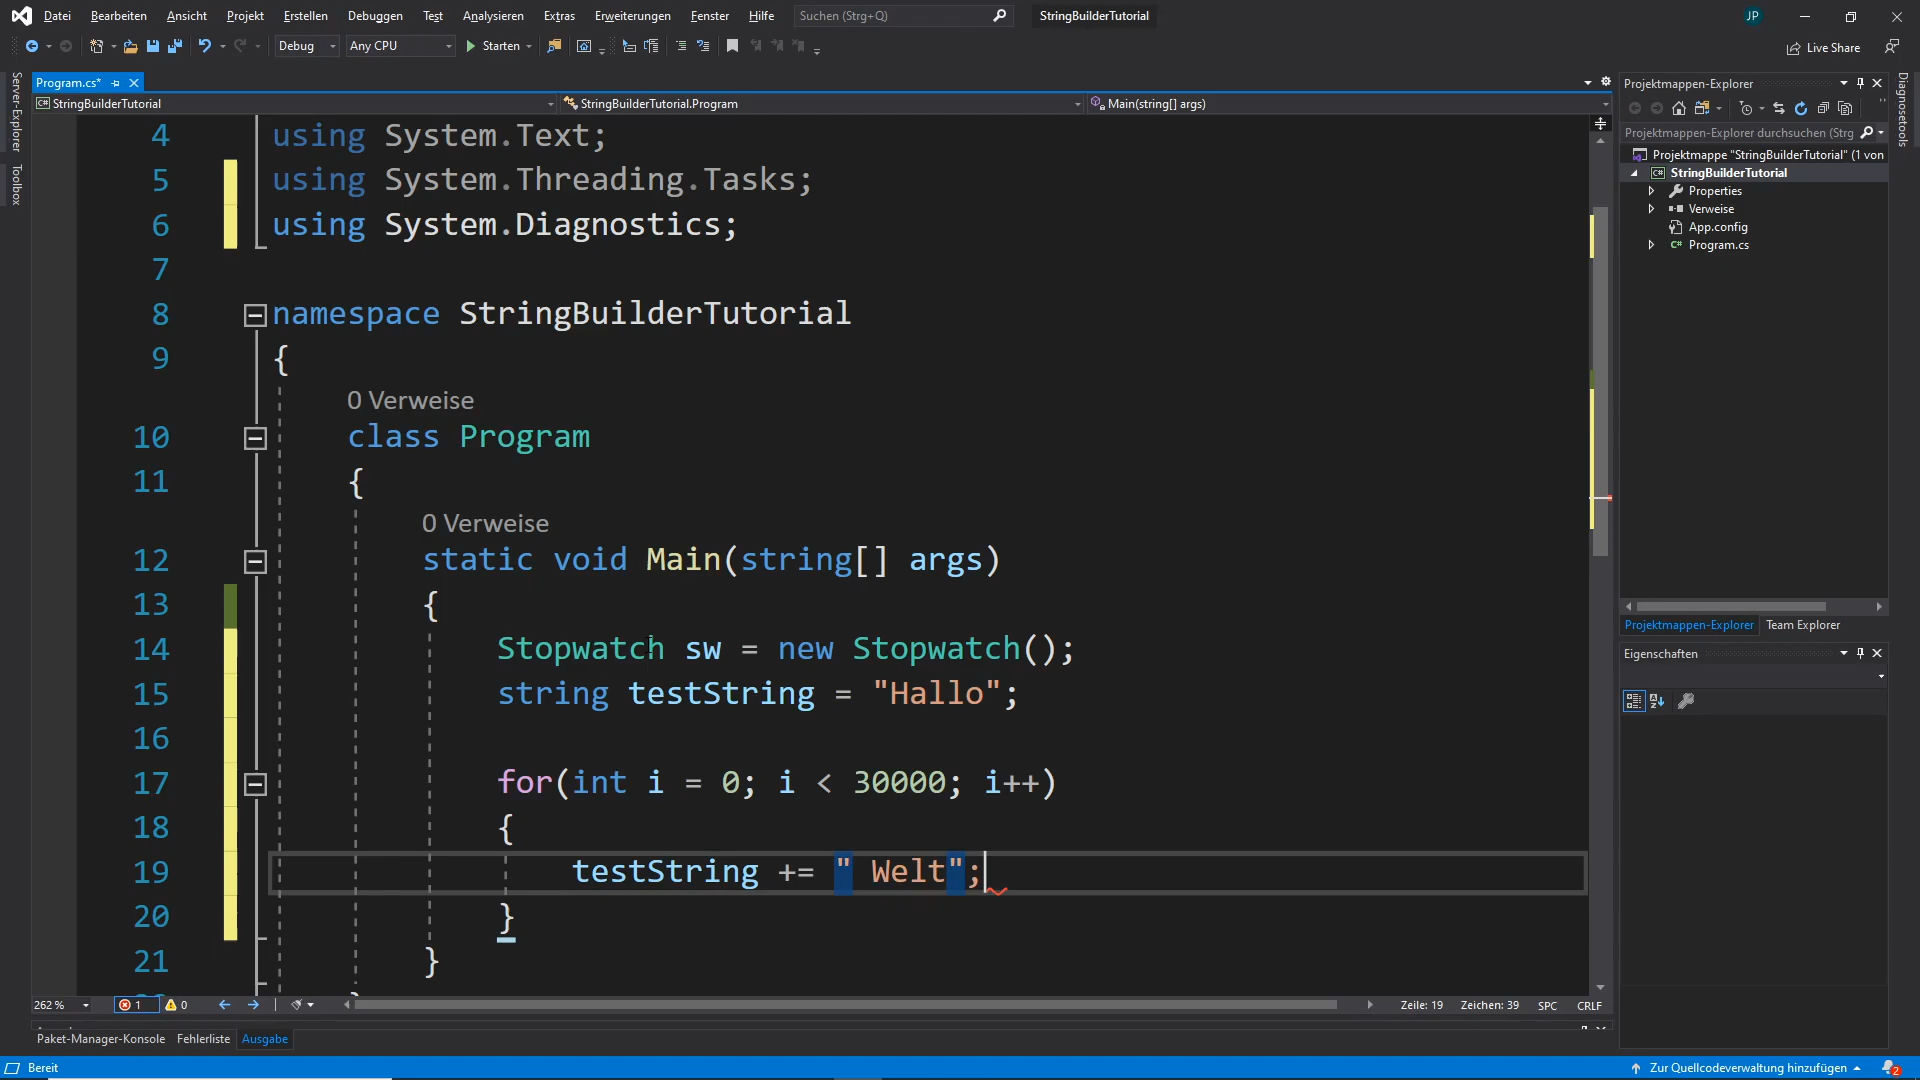 Datei Bearbeiten Ansicht Projekt Erstellen Debuggen Test Analysieren Extras Erweiterungen Fenster Hilfe Suchen (Strg+Q) StringBuilderTutorial JP
Debug Any CPU Starten Live Share
Server-Explorer
Toolbox
Program.cs*
StringBuilderTutorial StringBuilderTutorial.Program Main(string[] args)
4 using System.Text;
5 using System.Threading.Tasks;
6 using System.Diagnostics;
7
8 namespace StringBuilderTutorial
9 {
0 Verweise
10 class Program
11 {
0 Verweise
12 static void Main(string[] args)
13 {
14 Stopwatch sw = new Stopwatch();
15 string testString = "Hallo";
16
17 for(int i = 0; i < 30000; i++)
18 {
19 testString += " Welt";
20 }
21 }
262 % 1 0 Zeile: 19 Zeichen: 39 SPC CRLF
Paket-Manager-Konsole Fehlerliste Ausgabe
Bereit
Zur Quellcodeverwaltung hinzufügen 2
Projektmappen-Explorer
Projektmappen-Explorer durchsuchen (Strg
Projektmappe "StringBuilderTutorial" (1 von
StringBuilderTutorial
Properties
Verweise
App.config
Program.cs
Projektmappen-Explorer Team Explorer
Eigenschaften
Diagnosetools